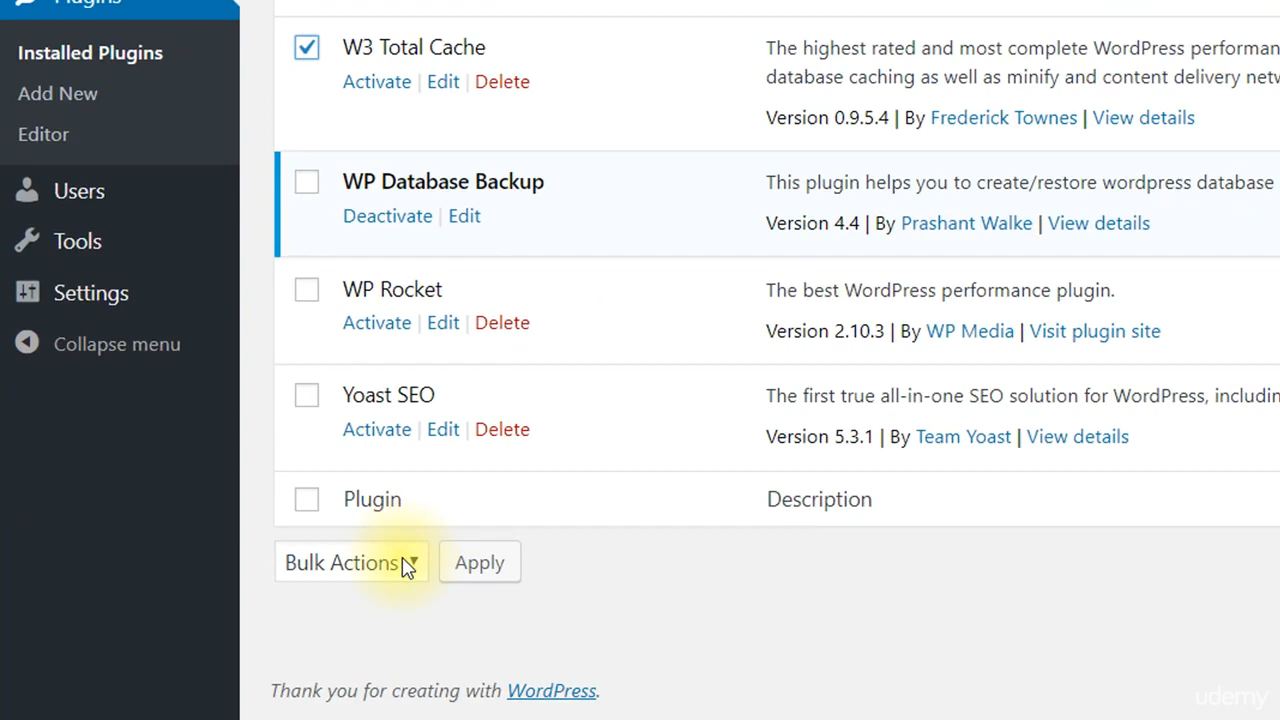 Plugins
Installed Plugins
Add New
Editor
Users
Tools
Settings
Collapse menu
W3 Total Cache
Activate | Edit | Delete
The highest rated and most complete WordPress
database caching as well as minify and content delivery
Version 0.9.5.4 | By Frederick Townes | View details
WP Database Backup
Deactivate | Edit
This plugin helps you to create/restore wordpress database
Version 4.4 | By Prashant Walke | View details
WP Rocket
Activate | Edit | Delete
The best WordPress performance plugin.
Version 2.10.3 | By WP Media | Visit plugin site
Yoast SEO
Activate | Edit | Delete
The first true all-in-one SEO solution for WordPress,
Version 5.3.1 | By Team Yoast | View details
Plugin
Description
Bulk Actions
Apply
Thank you for creating with WordPress.
udemy